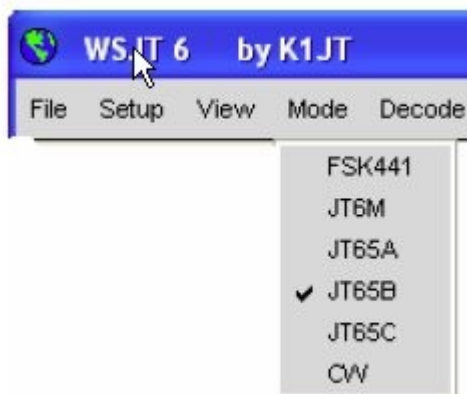 WSJT 6 by K1JT
File Setup View Mode Decode
FSK441
JT6M
JT65A
JT65B
JT65C
CW